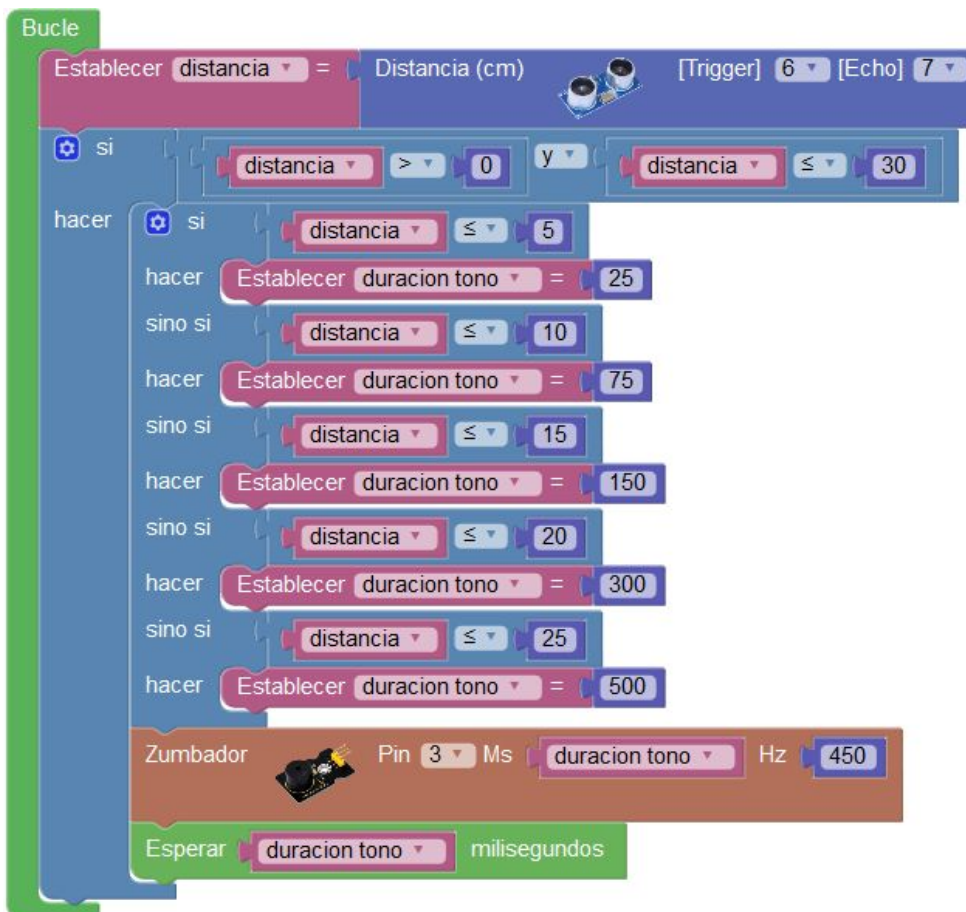 Bucle
Establecer distancia = Distancia (cm) [Trigger] 6 [Echo] 7
si distancia > 0 y distancia ≤ 30
hacer si distancia ≤ 5
hacer Establecer duracion tono = 25
sino si distancia ≤ 10
hacer Establecer duracion tono = 75
sino si distancia ≤ 15
hacer Establecer duracion tono = 150
sino si distancia ≤ 20
hacer Establecer duracion tono = 300
sino si distancia ≤ 25
hacer Establecer duracion tono = 500
Zumbador Pin 3 Ms duracion tono Hz 450
Esperar duracion tono milisegundos